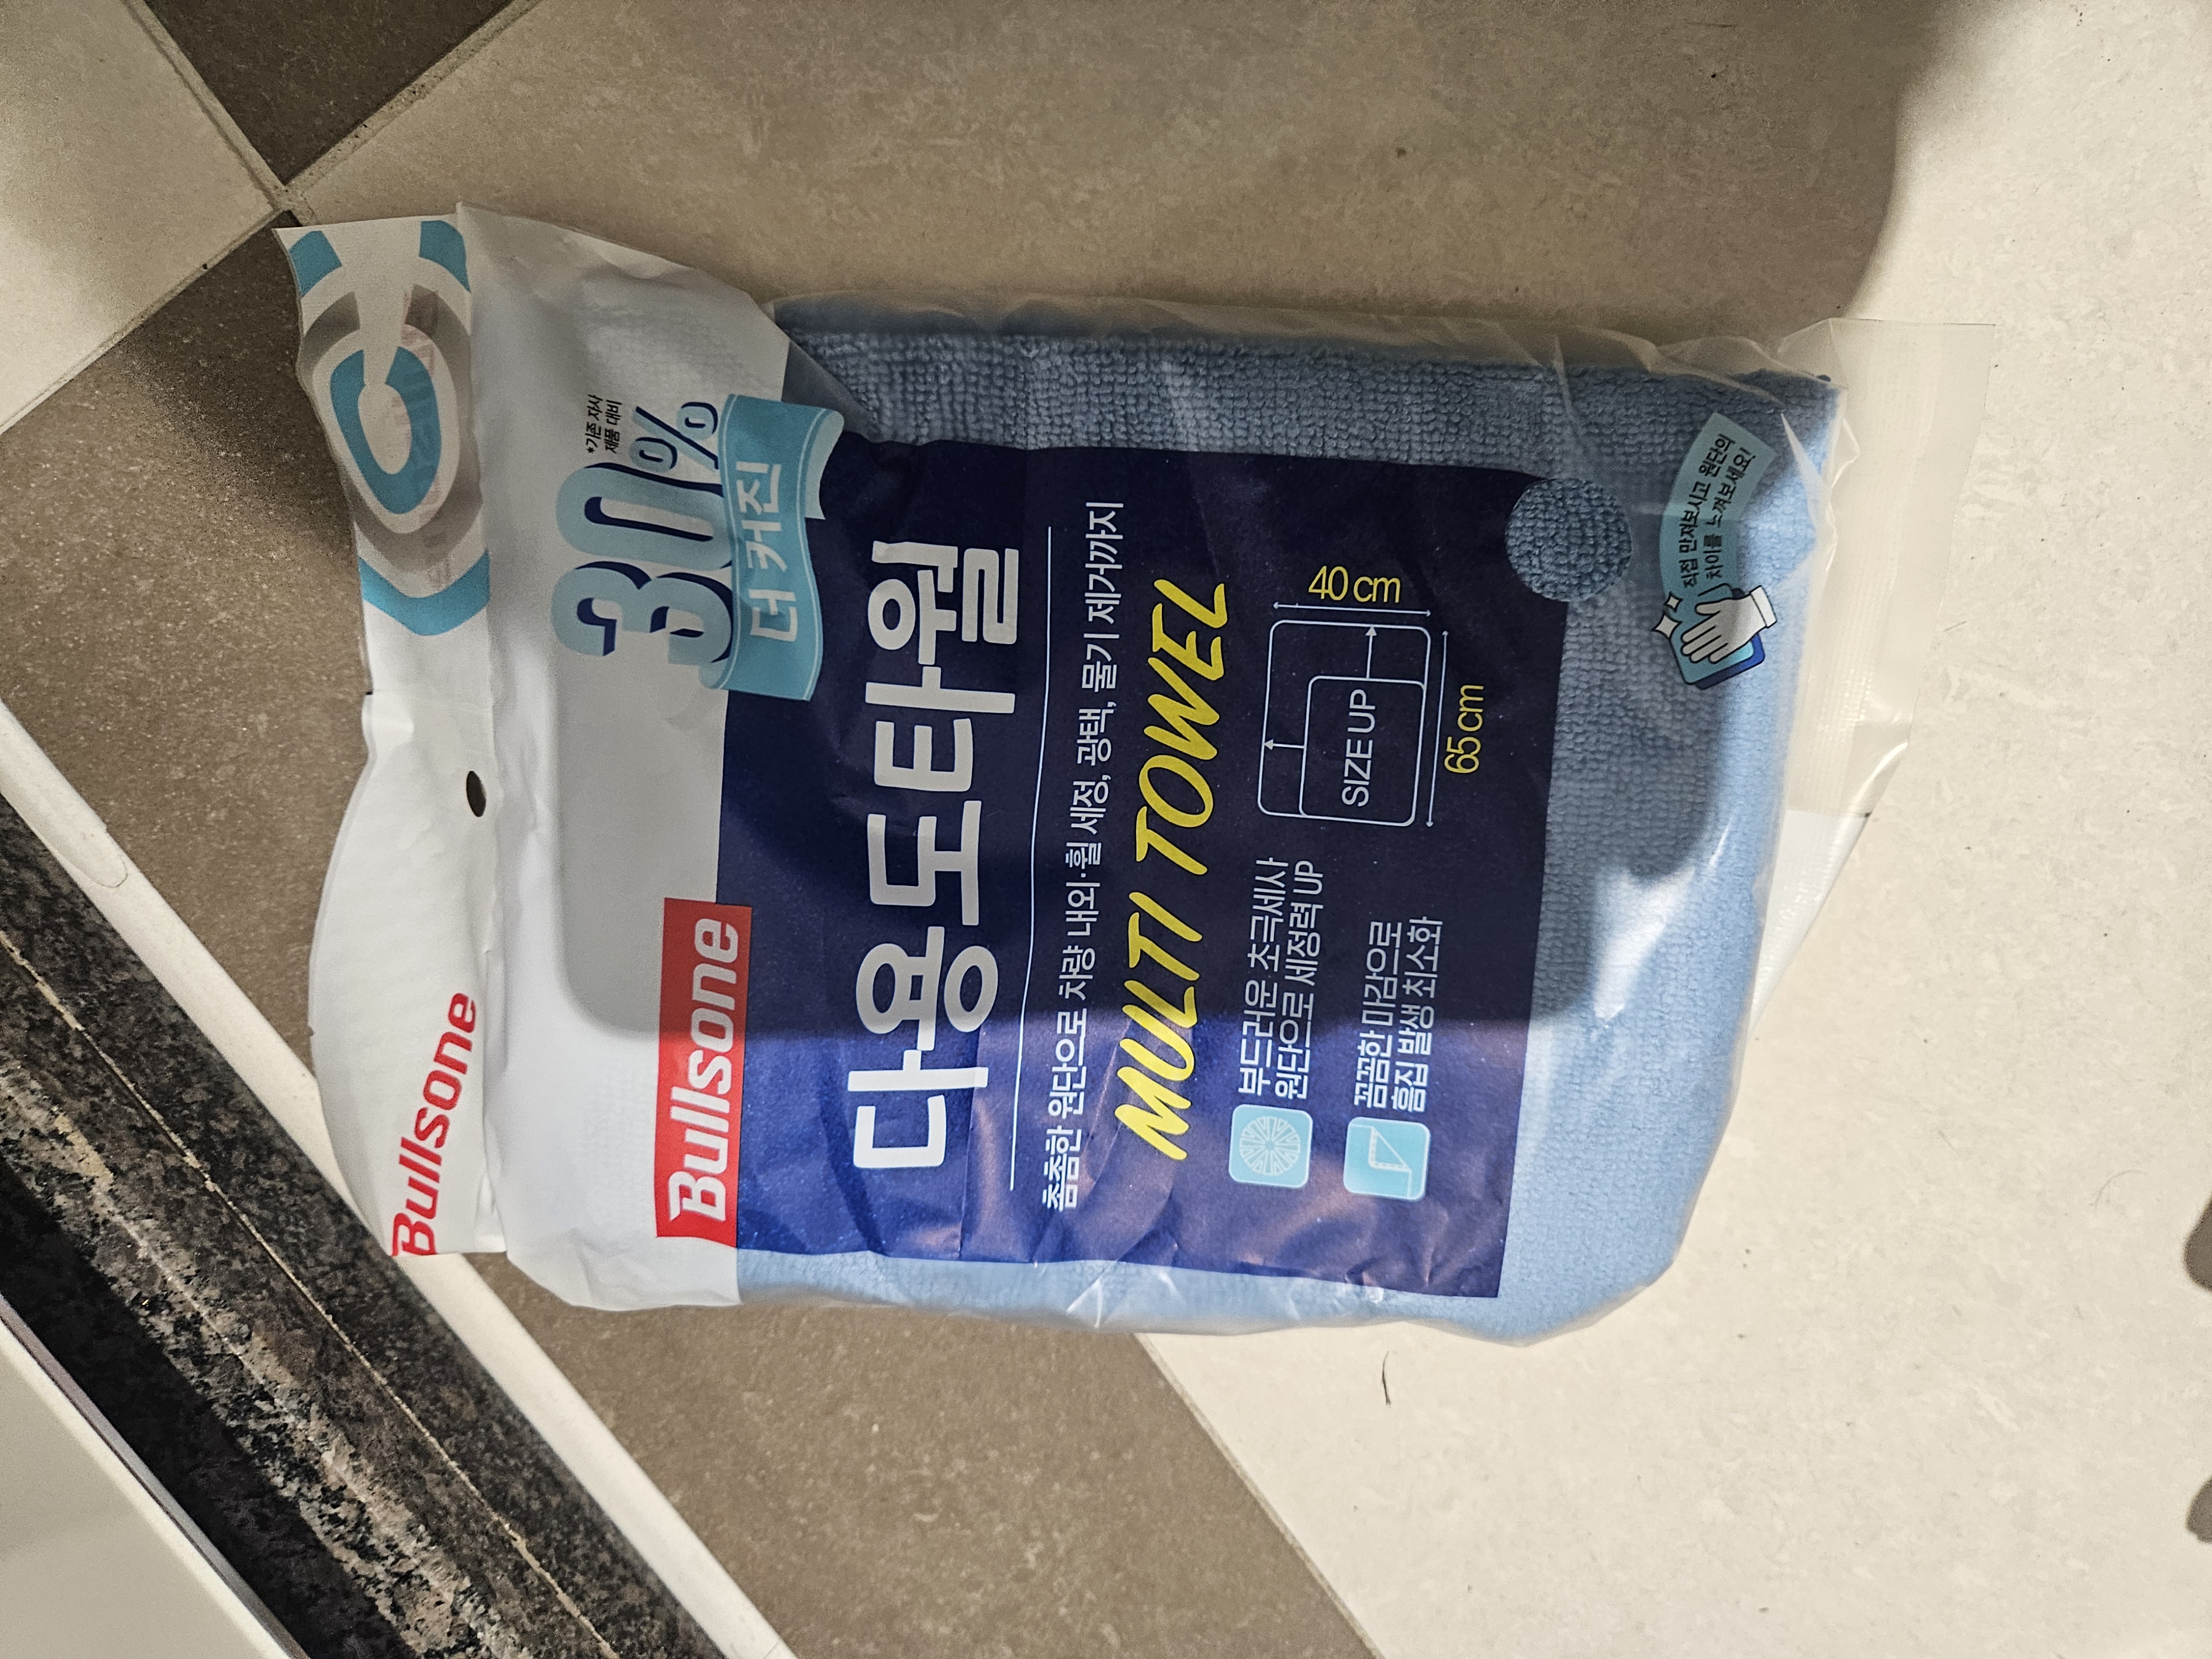 Bullsone
*기존 자사
제품 대비
30%
더 커진
Bullsone
다용도타월
촘촘한 원단으로 차량 내외·휠 세정, 광택, 물기 제거까지
MULTI TOWEL
부드러운 초극세사
원단으로 세정력 UP
꼼꼼한 마감으로
흠집 발생 최소화
SIZE UP
40 cm
65 cm
직접 만져보시고 원단의
차이를 느껴보세요!